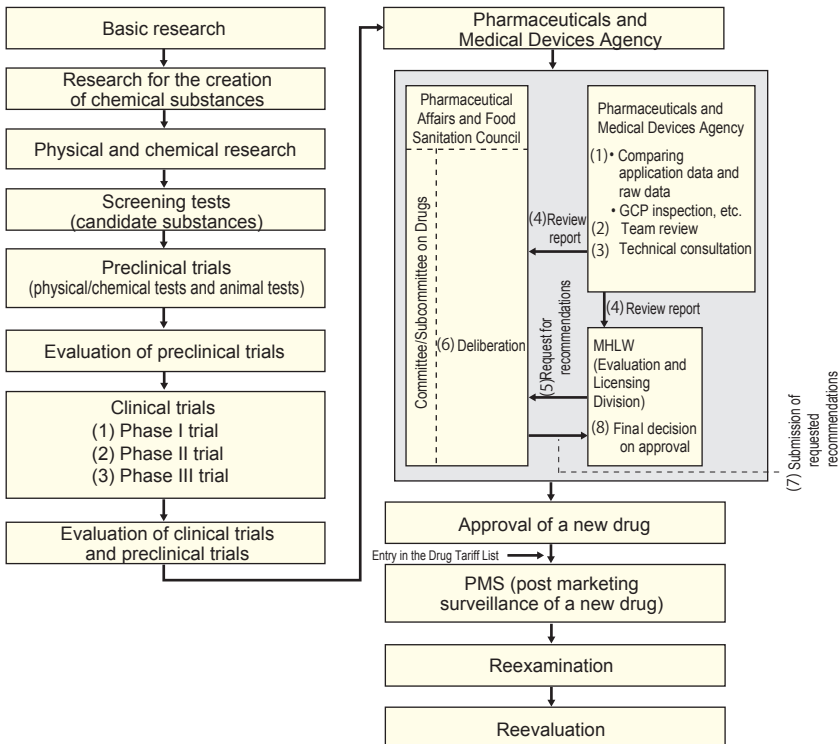 Basic research
Research for the creation
of chemical substances
Physical and chemical research
Screening tests
(candidate substances)
Preclinical trials
(physical/chemical tests and animal tests)
Evaluation of preclinical trials
Clinical trials
(1) Phase I trial
(2) Phase II trial
(3) Phase III trial
Evaluation of clinical trials
and preclinical trials
Pharmaceuticals and
Medical Devices Agency
Pharmaceutical
Affairs and Food
Sanitation Council
Committee/Subcommittee on Drugs
(6) Deliberation
Pharmaceuticals and
Medical Devices Agency
(1) • Comparing
application data and
raw data
• GCP inspection, etc.
(2) Team review
(3) Technical consultation
(4) Review
report
(4) Review report
(5) Request for
recommendations
MHLW
(Evaluation and
Licensing
Division)
(8) Final decision
on approval
(7) Submission of
requested
recommendations
Approval of a new drug
Entry in the Drug Tariff List
PMS (post marketing
surveillance of a new drug)
Reexamination
Reevaluation